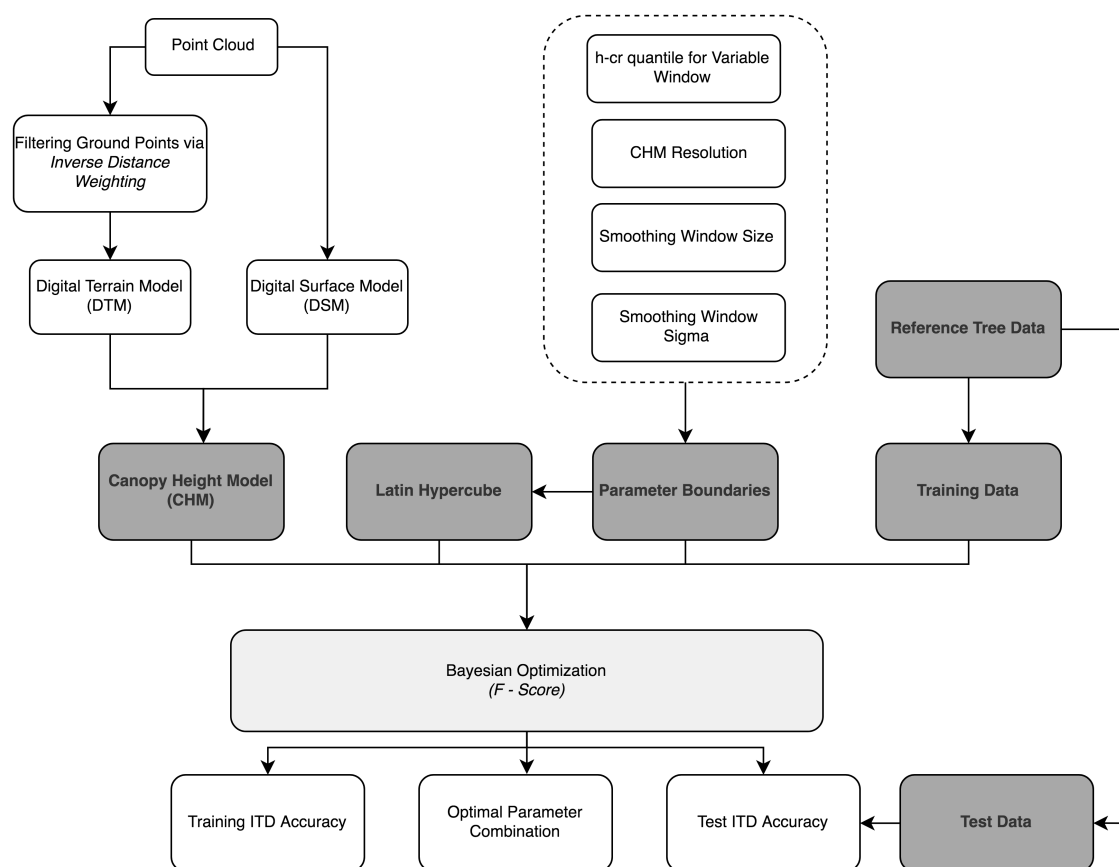 Point Cloud
Filtering Ground Points via
Inverse Distance
Weighting
Digital Terrain Model
(DTM)
Digital Surface Model
(DSM)
h-cr quantile for Variable
Window
CHM Resolution
Smoothing Window Size
Smoothing Window
Sigma
Reference Tree Data
Canopy Height Model
(CHM)
Latin Hypercube
Parameter Boundaries
Training Data
Bayesian Optimization
(F - Score)
Training ITD Accuracy
Optimal Parameter
Combination
Test ITD Accuracy
Test Data